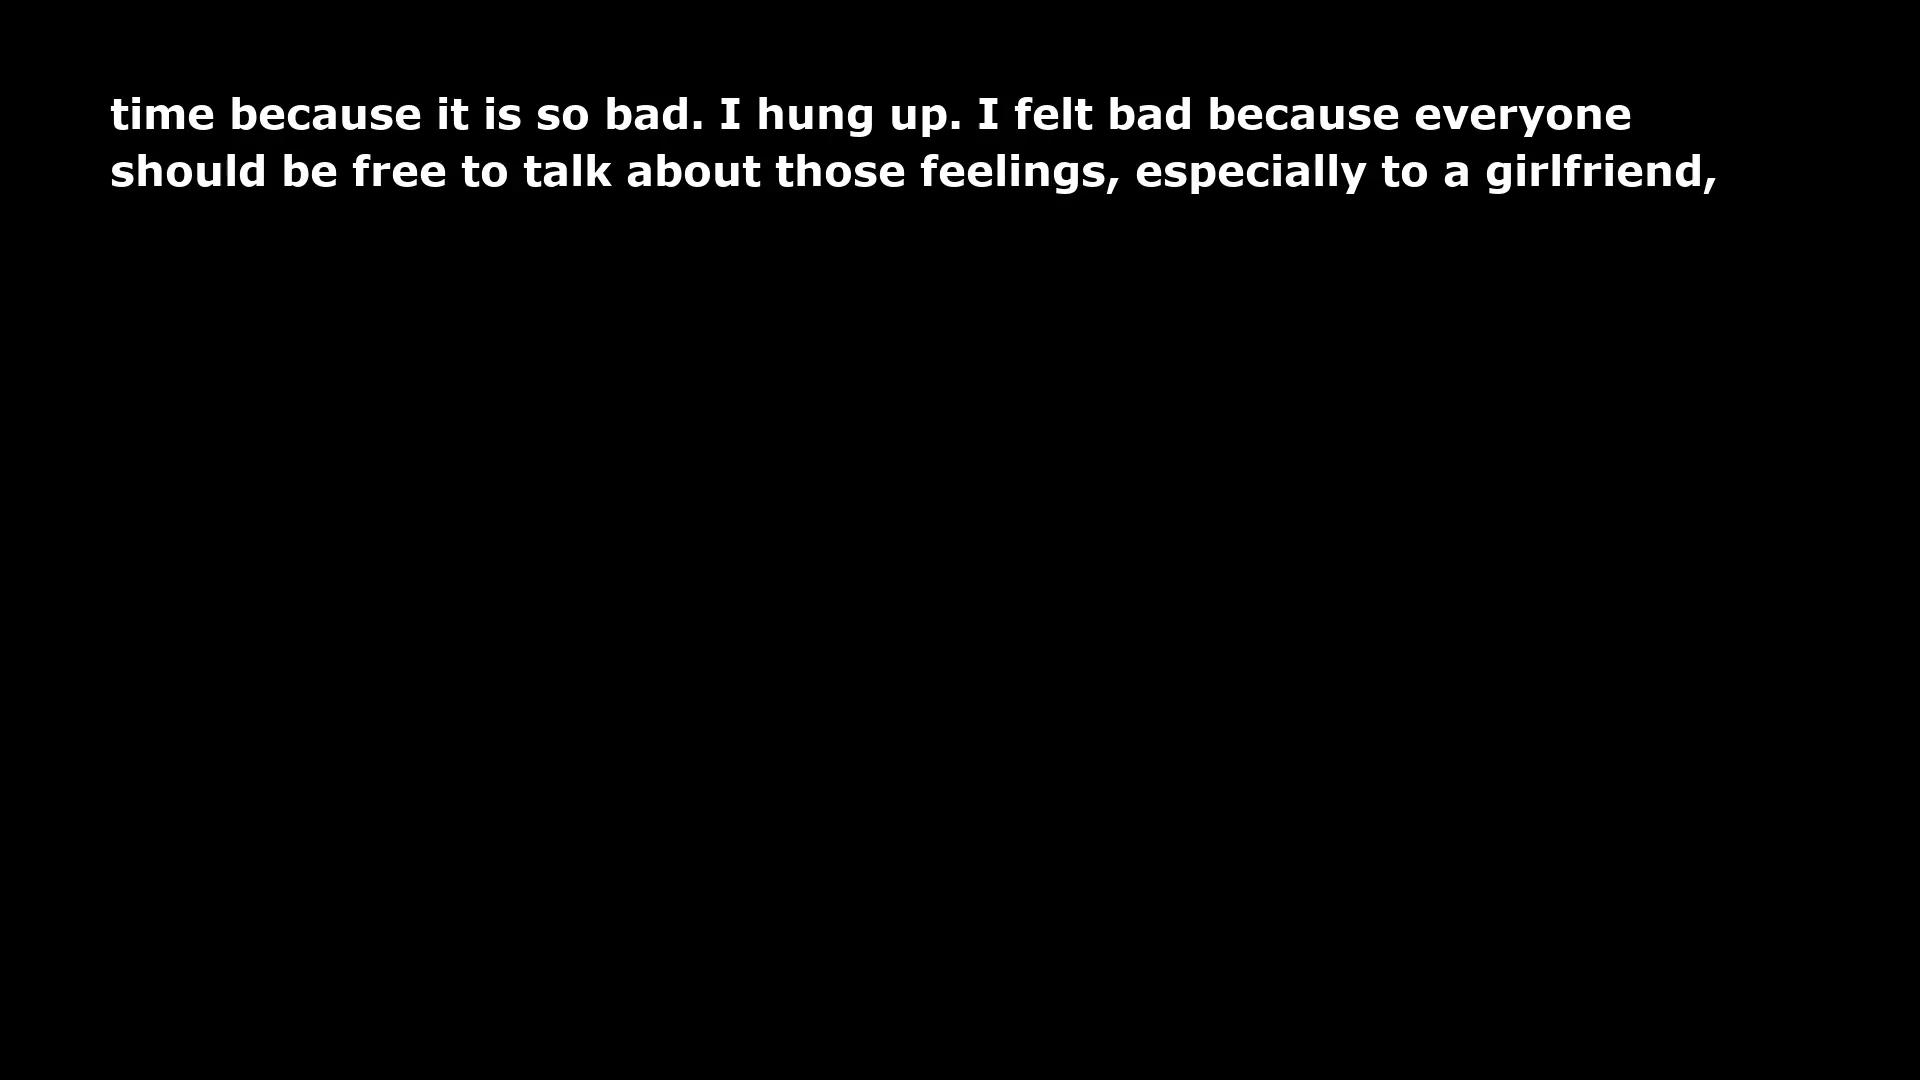 time because it is so bad. I hung up. I felt bad because everyone
should be free to talk about those feelings, especially to a girlfriend,